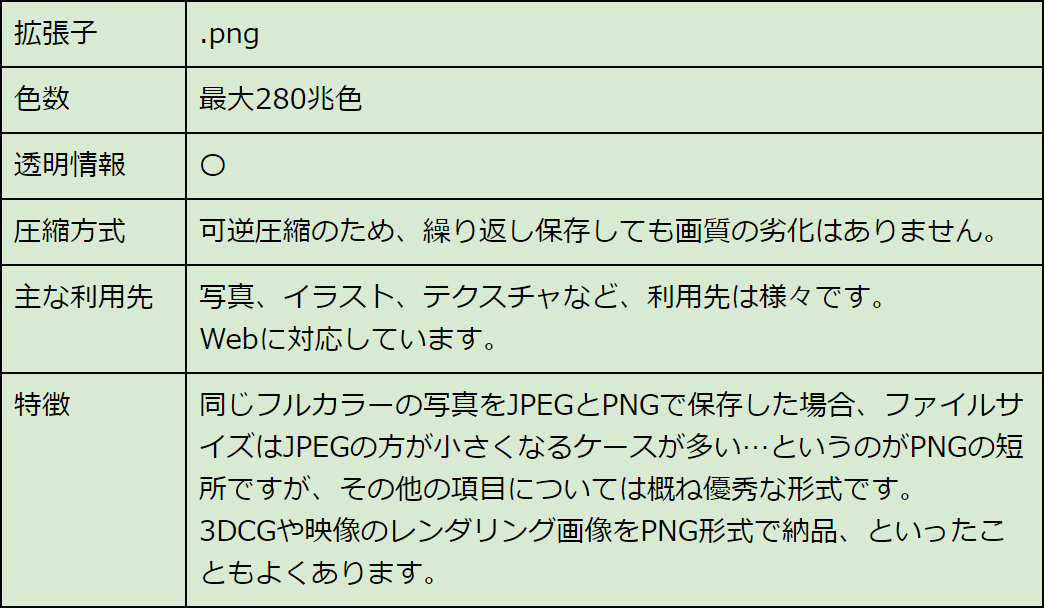 拡張子
.png
色数
最大280兆色
透明情報
〇
圧縮方式
可逆圧縮のため、繰り返し保存しても画質の劣化はありません。
主な利用先
写真、イラスト、テクスチャなど、利用先は様々です。
Webに対応しています。
特徴
同じフルカラーの写真をJPEGとPNGで保存した場合、ファイルサ
イズはJPEGの方が小さくなるケースが多い…というのがPNGの短
所ですが、その他の項目については概ね優秀な形式です。
3DCGや映像のレンダリング画像をPNG形式で納品、といったこ
ともよくあります。